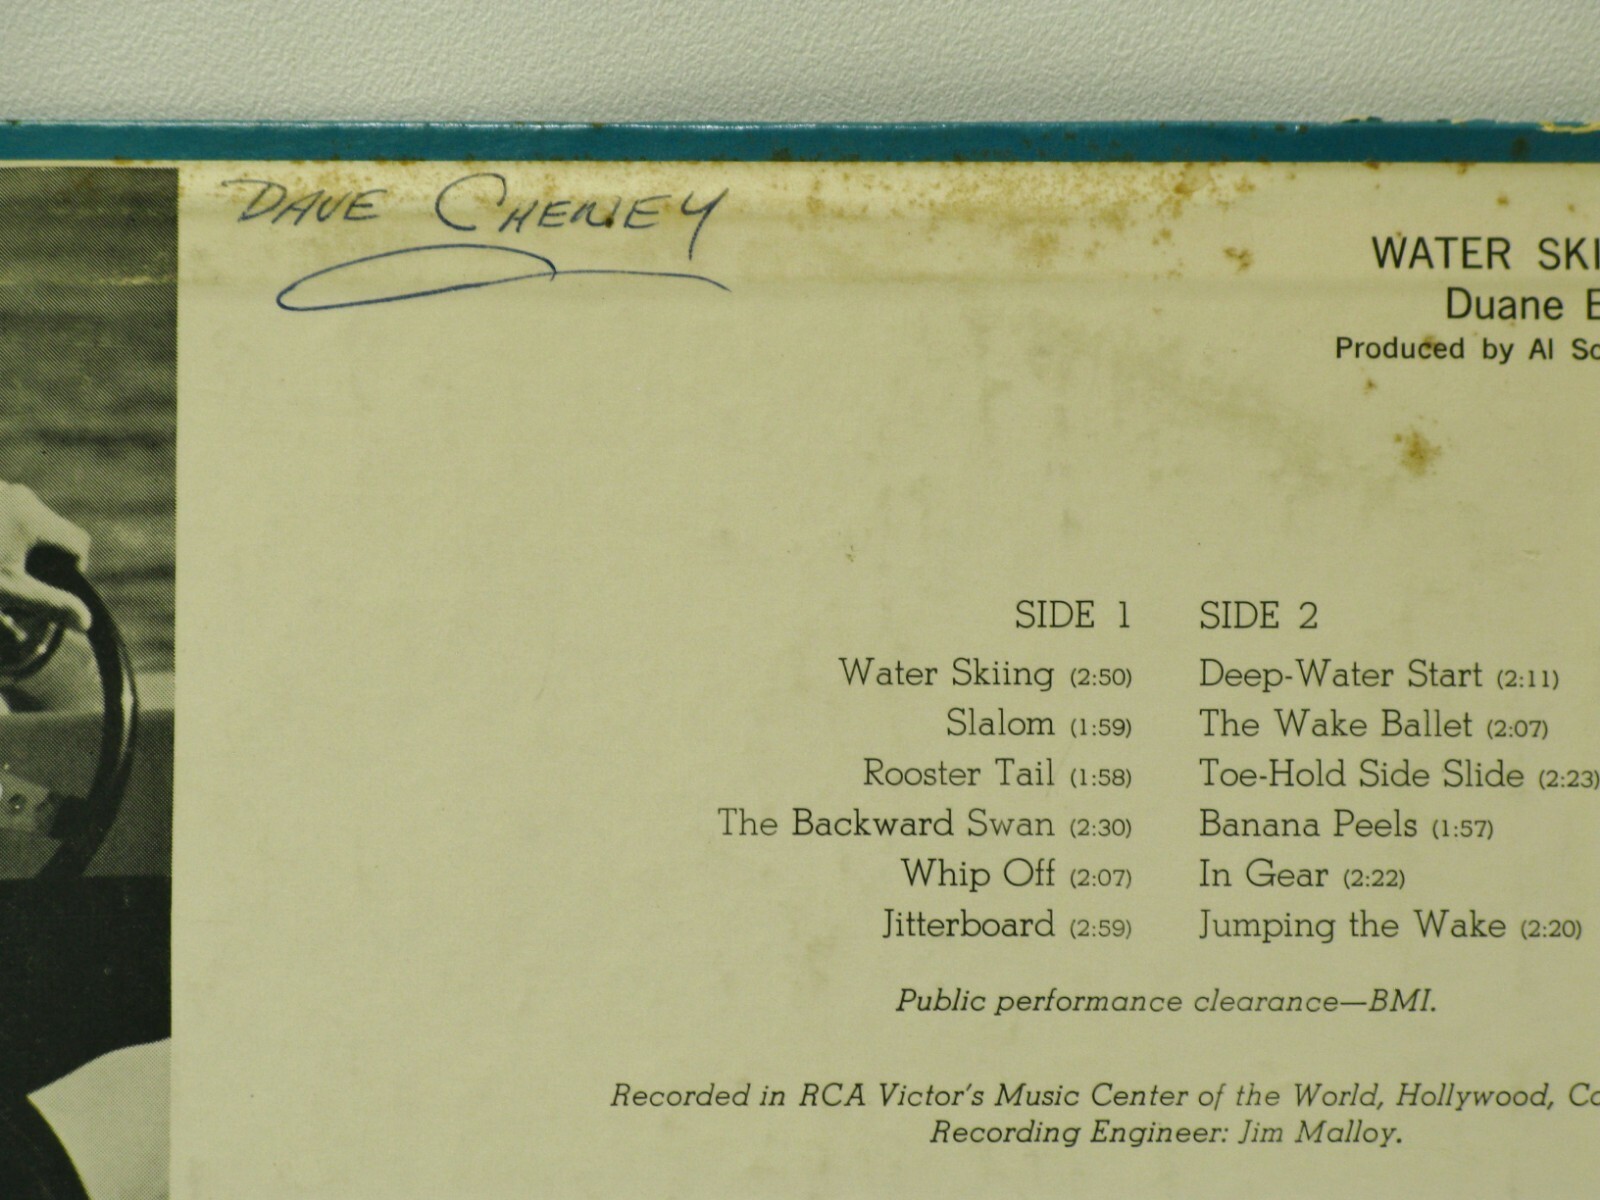 DAVE CHENEY
WATER SKI
Duane E
Produced by Al Sc
SIDE 1
Water Skiing (2:50)
Slalom (1:59)
Rooster Tail (1:58)
The Backward Swan (2:30)
Whip Off (2:07)
Jitterboard (2:59)
SIDE 2
Deep-Water Start (2:11)
The Wake Ballet (2:07)
Toe-Hold Side Slide (2:23)
Banana Peels (1:57)
In Gear (2:22)
Jumping the Wake (2:20)
Public performance clearance—BMI.
Recorded in RCA Victor's Music Center of the World, Hollywood, Ca
Recording Engineer: Jim Malloy.